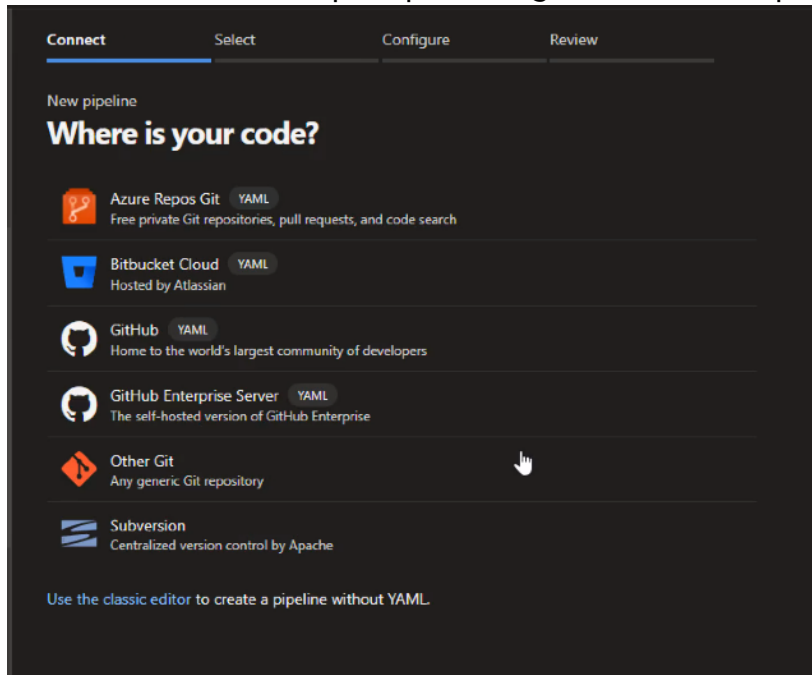 Connect Select Configure Review
New pipeline
Where is your code?
Azure Repos Git YAML
Free private Git repositories, pull requests, and code search
Bitbucket Cloud YAML
Hosted by Atlassian
GitHub YAML
Home to the world's largest community of developers
GitHub Enterprise Server YAML
The self-hosted version of GitHub Enterprise
Other Git
Any generic Git repository
Subversion
Centralized version control by Apache
Use the classic editor to create a pipeline without YAML.